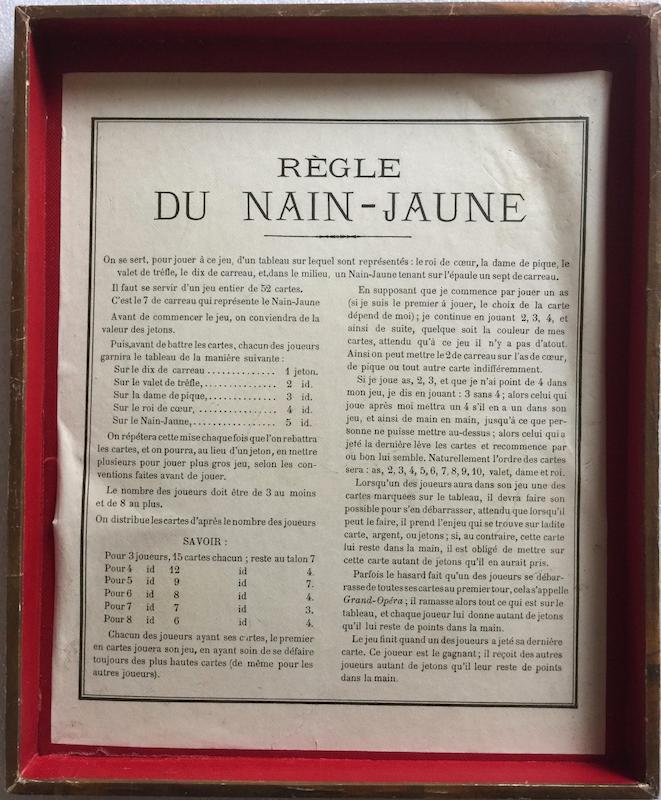 RÈGLE
DU NAIN-JAUNE
On se sert, pour jouer à ce jeu, d'un tableau sur lequel sont représentés : le roi de cœur, la dame de pique, le
valet de trèfle, le dix de carreau, et, dans le milieu, un Nain-Jaune tenant sur l'épaule un sept de carreau.
Il faut se servir d'un jeu entier de 52 cartes.
C'est le 7 de carreau qui représente le Nain-Jaune
Avant de commencer le jeu, on conviendra de la
valeur des jetons.
Puis, avant de battre les cartes, chacun des joueurs
garnira le tableau de la manière suivante :
Sur le dix de carreau .............. 1 jeton.
Sur le valet de trèfle, .............. 2 id.
Sur la dame de pique, .............. 3 id.
Sur le roi de cœur, .............. 4 id.
Sur le Nain-Jaune, .............. 5 id.
On répétera cette mise chaque fois que l'on rebattra
les cartes, et on pourra, au lieu d'un jeton, en mettre
plusieurs pour jouer plus gros jeu, selon les con-
ventions faites avant de jouer.
Le nombre des joueurs doit être de 3 au moins
et de 8 au plus.
On distribue les cartes d'après le nombre des joueurs
SAVOIR :
Pour 3 joueurs, 15 cartes chacun ; reste au talon 7
Pour 4 id 12 id 4.
Pour 5 id 9 id 7.
Pour 6 id 8 id 4.
Pour 7 id 7 id 3.
Pour 8 id 6 id 4.
Chacun des joueurs ayant ses cartes, le premier
en cartes jouera son jeu, en ayant soin de se défaire
toujours des plus hautes cartes (de même pour les
autres joueurs).
En supposant que je commence par jouer un as
(si je suis le premier à jouer, le choix de la carte
dépend de moi) ; je continue en jouant 2, 3, 4, et
ainsi de suite, quelque soit la couleur de mes
cartes, attendu qu'à ce jeu il n'y a pas d'atout.
Ainsi on peut mettre le 2 de carreau sur l'as de cœur,
de pique ou tout autre carte indifféremment.
Si je joue as, 2, 3, et que je n'ai point de 4 dans
mon jeu, je dis en jouant : 3 sans 4 ; alors celui qui
joue après moi mettra un 4 s'il en a un dans son
jeu, et ainsi de main en main, jusqu'à ce que per-
sonne ne puisse mettre au-dessus ; alors celui qui a
jeté la dernière lève les cartes et recommence par
où bon lui semble. Naturellement l'ordre des cartes
sera : as, 2, 3, 4, 5, 6, 7, 8, 9, 10, valet, dame et roi.
Lorsqu'un des joueurs aura dans son jeu une des
cartes marquées sur le tableau, il devra faire son
possible pour s'en débarrasser, attendu que lorsqu'il
peut le faire, il prend l'enjeu qui se trouve sur ladite
carte, argent, ou jetons ; si, au contraire, cette carte
lui reste dans la main, il est obligé de mettre sur
cette carte autant de jetons qu'il en aurait pris.
Parfois le hasard fait qu'un des joueurs se débar-
rasse de toutes ses cartes au premier tour, cela s'appelle
Grand-Opéra ; il ramasse alors tout ce qui est sur le
tableau, et chaque joueur lui donne autant de jetons
qu'il lui reste de points dans la main.
Le jeu finit quand un des joueurs a jeté sa dernière
carte. Ce joueur est le gagnant ; il reçoit des autres
joueurs autant de jetons qu'il leur reste de points
dans la main.